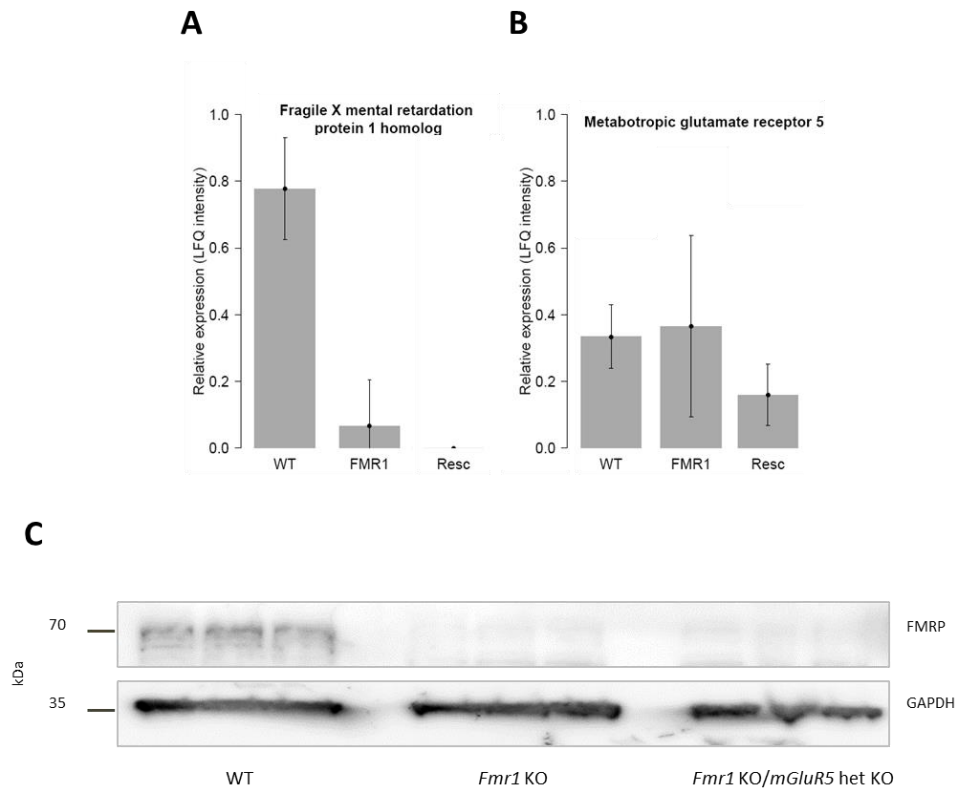 A
Fragile X mental retardation
protein 1 homolog
Relative expression (LFQ intensity)
1.0
0.8
0.6
0.4
0.2
0.0
WT FMR1 Resc
B
Metabotropic glutamate receptor 5
Relative expression (LFQ intensity)
1.0
0.8
0.6
0.4
0.2
0.0
WT FMR1 Resc
C
kDa
70
FMRP
35
GAPDH
WT Fmr1 KO Fmr1 KO/mGluR5 het KO